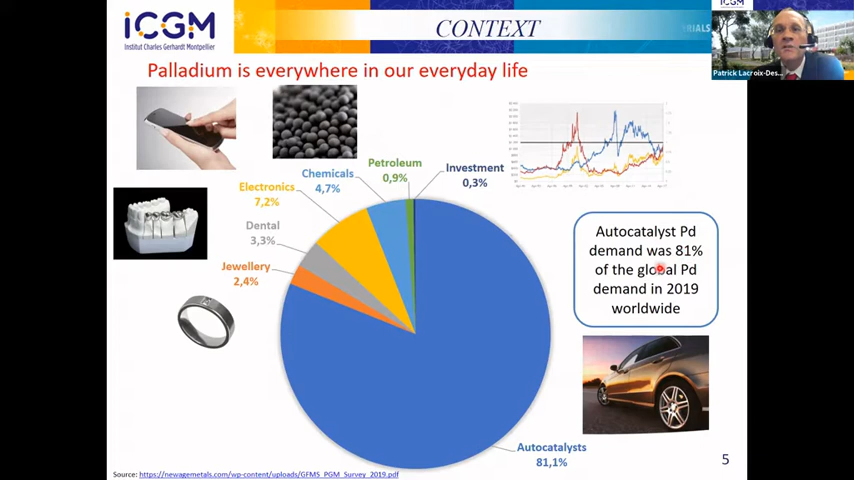 iCGM
Institut Charles Gerhardt Montpellier
CONTEXT
RIALS
ICGM
Patrick Lacroix-Des...
Palladium is everywhere in our everyday life
Petroleum
0,9%
Investment
0,3%
Chemicals
4,7%
Electronics
7,2%
Dental
3,3%
Jewellery
2,4%
Autocatalyst Pd
demand was 81%
of the global Pd
demand in 2019
worldwide
Autocatalysts
81,1%
5
Source: https://newagemetals.com/wp-content/uploads/GFMS_PGM_Survey_2019.pdf